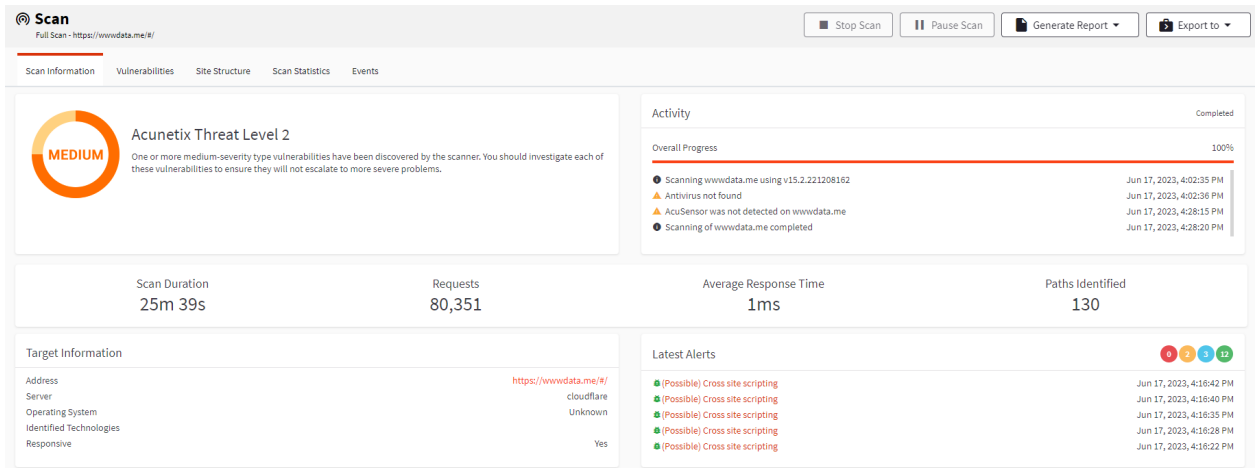 Scan
Full Scan - https://wwwdata.me/#/
Stop Scan
Pause Scan
Generate Report
Export to
Scan Information
Vulnerabilities
Site Structure
Scan Statistics
Events
MEDIUM
Acunetix Threat Level 2
One or more medium-severity type vulnerabilities have been discovered by the scanner. You should investigate each of
these vulnerabilities to ensure they will not escalate to more severe problems.
Activity
Completed
Overall Progress
100%
Scanning wwwdata.me using v15.2.221208162
Jun 17, 2023, 4:02:35 PM
Antivirus not found
Jun 17, 2023, 4:02:36 PM
AcuSensor was not detected on wwwdata.me
Jun 17, 2023, 4:28:15 PM
Scanning of wwwdata.me completed
Jun 17, 2023, 4:28:20 PM
Scan Duration
25m 39s
Requests
80,351
Average Response Time
1ms
Paths Identified
130
Target Information
Address
https://wwwdata.me/#/
Server
cloudflare
Operating System
Unknown
Identified Technologies
Responsive
Yes
Latest Alerts
0 2 3 12
(Possible) Cross site scripting
Jun 17, 2023, 4:16:42 PM
(Possible) Cross site scripting
Jun 17, 2023, 4:16:40 PM
(Possible) Cross site scripting
Jun 17, 2023, 4:16:35 PM
(Possible) Cross site scripting
Jun 17, 2023, 4:16:28 PM
(Possible) Cross site scripting
Jun 17, 2023, 4:16:22 PM